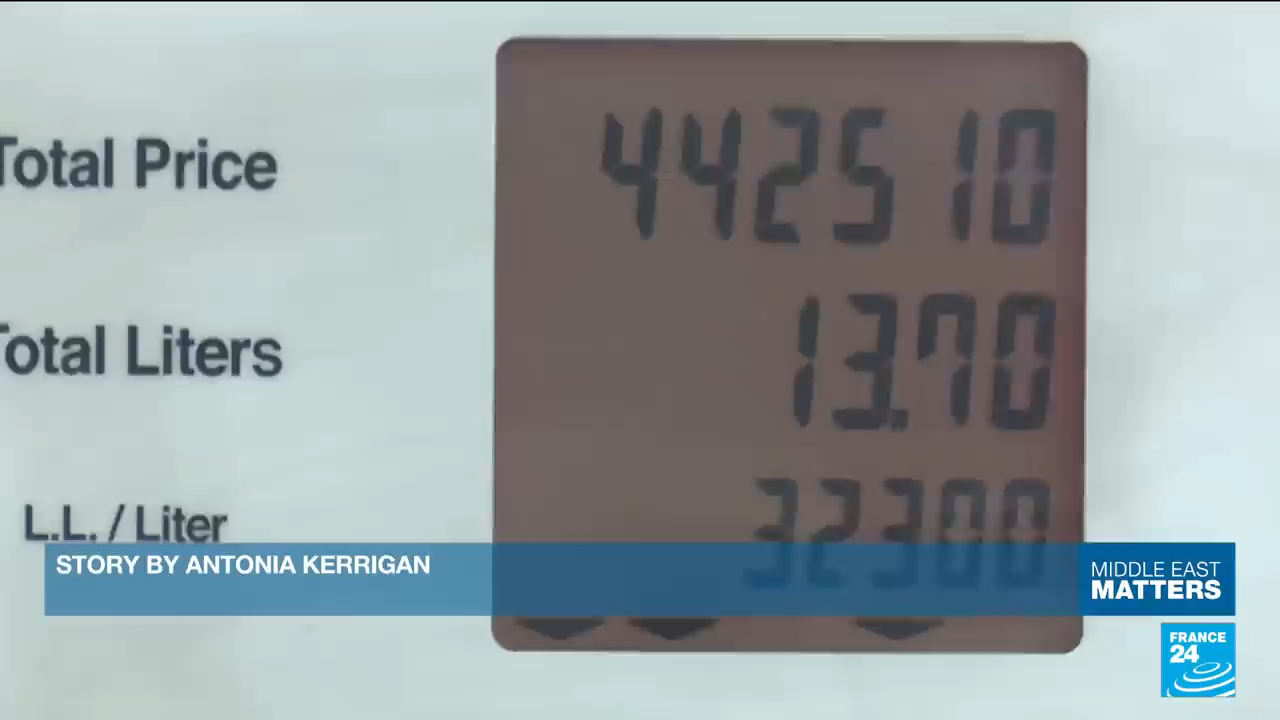 Total Price
442510
Total Liters
13.70
L.L. / Liter
32300
STORY BY ANTONIA KERRIGAN
MIDDLE EAST
MATTERS
FRANCE
24